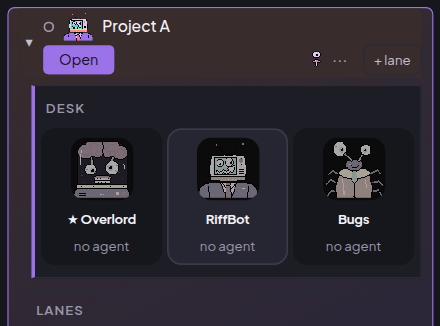 Project A
Open
...
+ lane
DESK
★ Overlord
RiffBot
Bugs
no agent
no agent
no agent
LANES